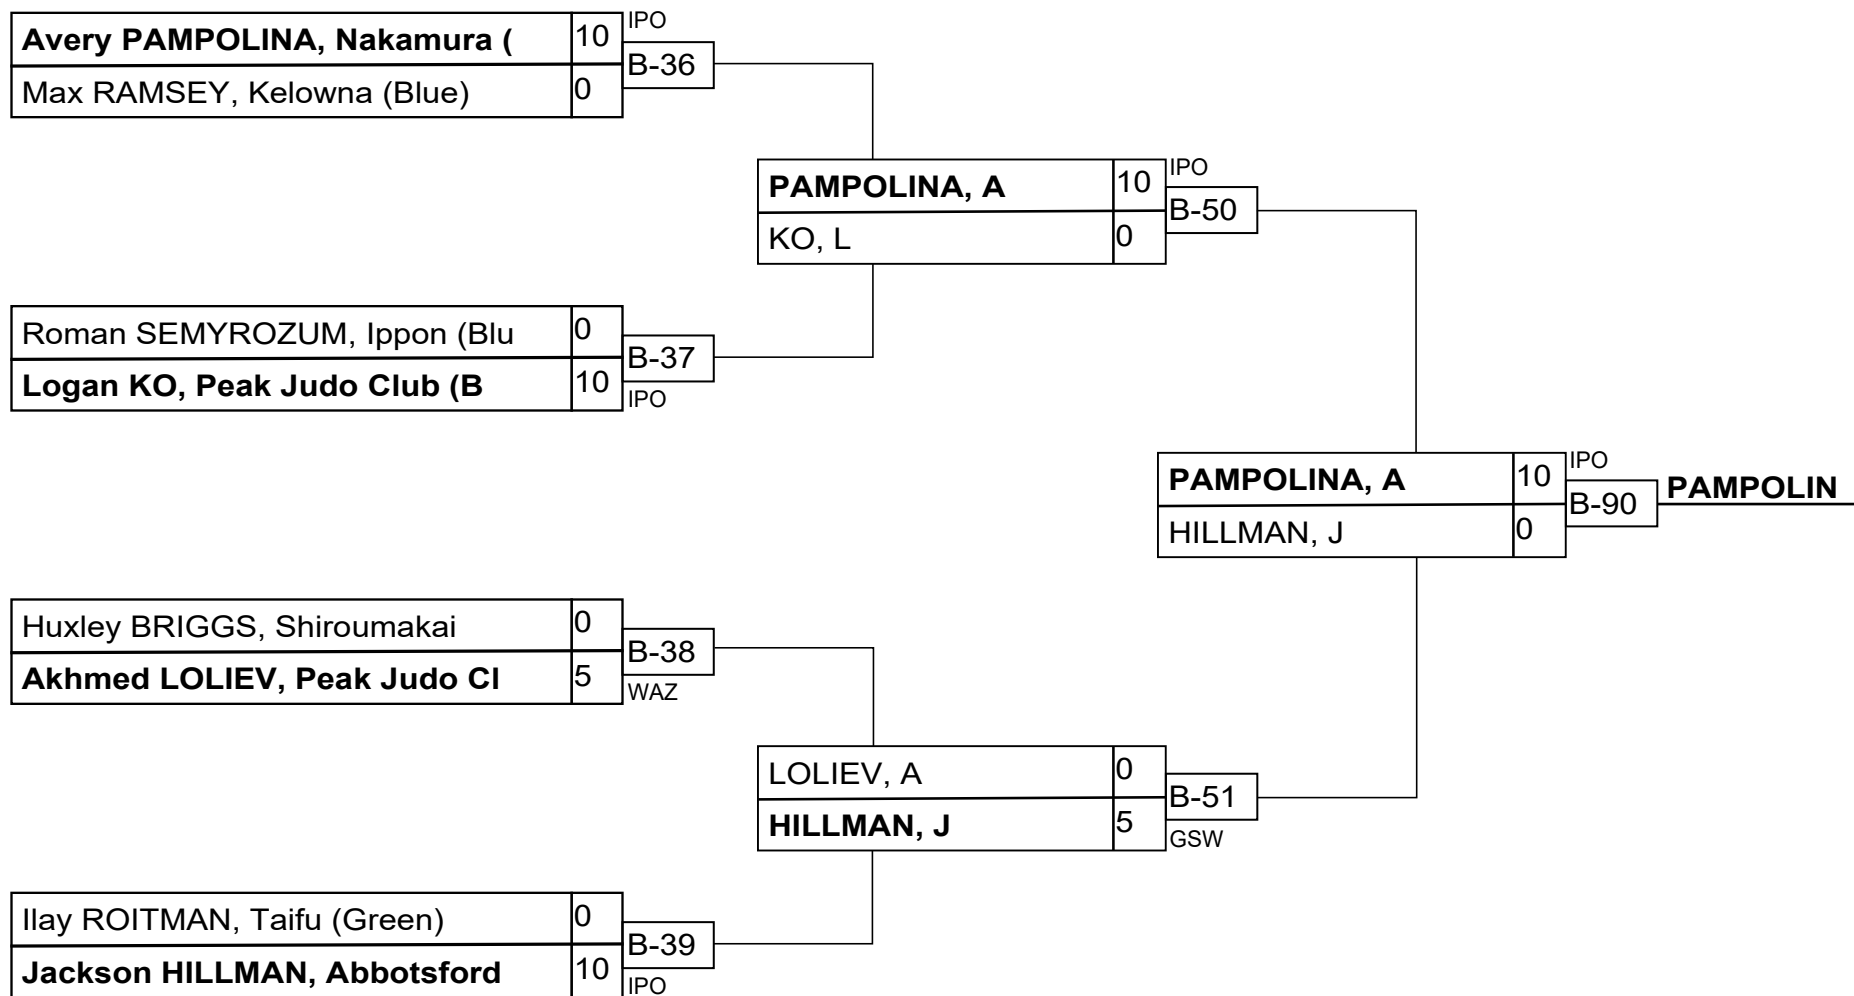 Avery PAMPOLINA, Nakamura ( 10 IPO
B-36
Max RAMSEY, Kelowna (Blue) 0
PAMPOLINA, A 10 IPO
B-50
KO, L 0
Roman SEMYROZUM, Ippon (Blu 0
B-37
Logan KO, Peak Judo Club (B 10 IPO
PAMPOLINA, A 10 IPO
B-90 PAMPOLIN
HILLMAN, J 0
Huxley BRIGGS, Shiroumakai 0
B-38
Akhmed LOLIEV, Peak Judo Cl 5 WAZ
LOLIEV, A 0
B-51
HILLMAN, J 5 GSW
Ilay ROITMAN, Taifu (Green) 0
B-39
Jackson HILLMAN, Abbotsford 10 IPO